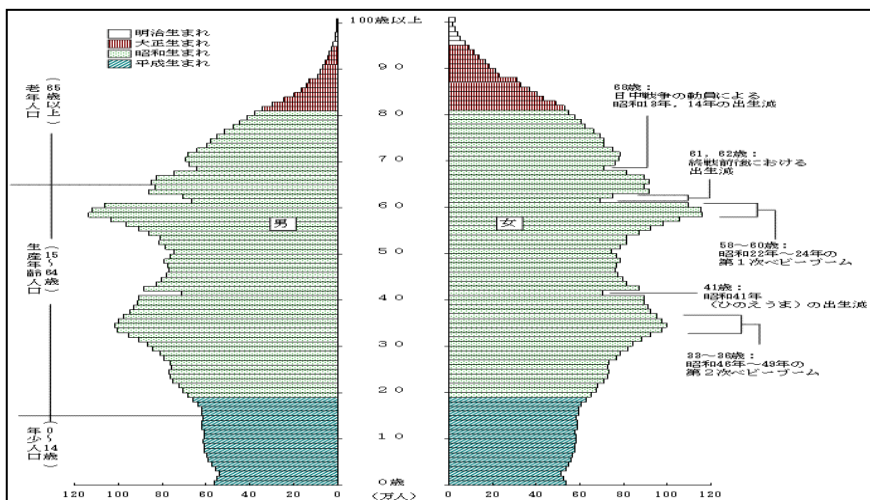 100歳以上
明治生まれ
大正生まれ
昭和生まれ
平成生まれ
90
80
70
60
50
40
30
20
10
0歳
(万人)
老年人口
(65歳以上)
生産年齢人口
(15〜64歳)
年少人口
(0〜14歳)
男
女
68歳:
日中戦争の動員による
昭和13年,14年の出生減
61,62歳:
終戦前後における
出生減
58〜60歳:
昭和22年〜24年の
第1次ベビーブーム
41歳:
昭和41年
(ひのえうま)の出生減
33〜36歳:
昭和46年〜49年の
第2次ベビーブーム
120 100 80 60 40 20 0
0 20 40 60 80 100 120